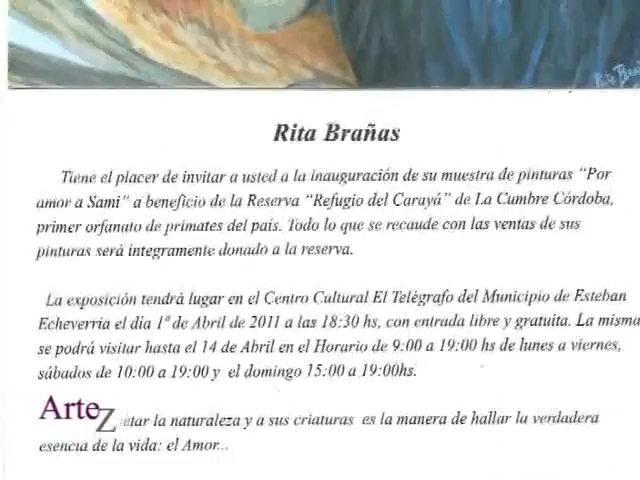 Rita Brañas
Tiene el placer de invitar a usted a la inauguración de su muestra de pinturas "Por
amor a Sami" a beneficio de la Reserva "Refugio del Carayá" de La Cumbre Córdoba,
primer orfanato de primates del país. Todo lo que se recaude con las ventas de sus
pinturas será integramente donado a la reserva.
La exposición tendrá lugar en el Centro Cultural El Telégrafo del Municipio de Esteban
Echeverria el día 1ª de Abril de 2011 a las 18:30 hs, con entrada libre y gratuita. La misma
se podrá visitar hasta el 14 de Abril en el Horario de 9:00 a 19:00 hs de lunes a viernes,
sábados de 10:00 a 19:00 y el domingo 15:00 a 19:00hs.
ArteZ
la naturaleza y a sus criaturas es la manera de hallar la verdadera
esencia de la vida: el Amor...